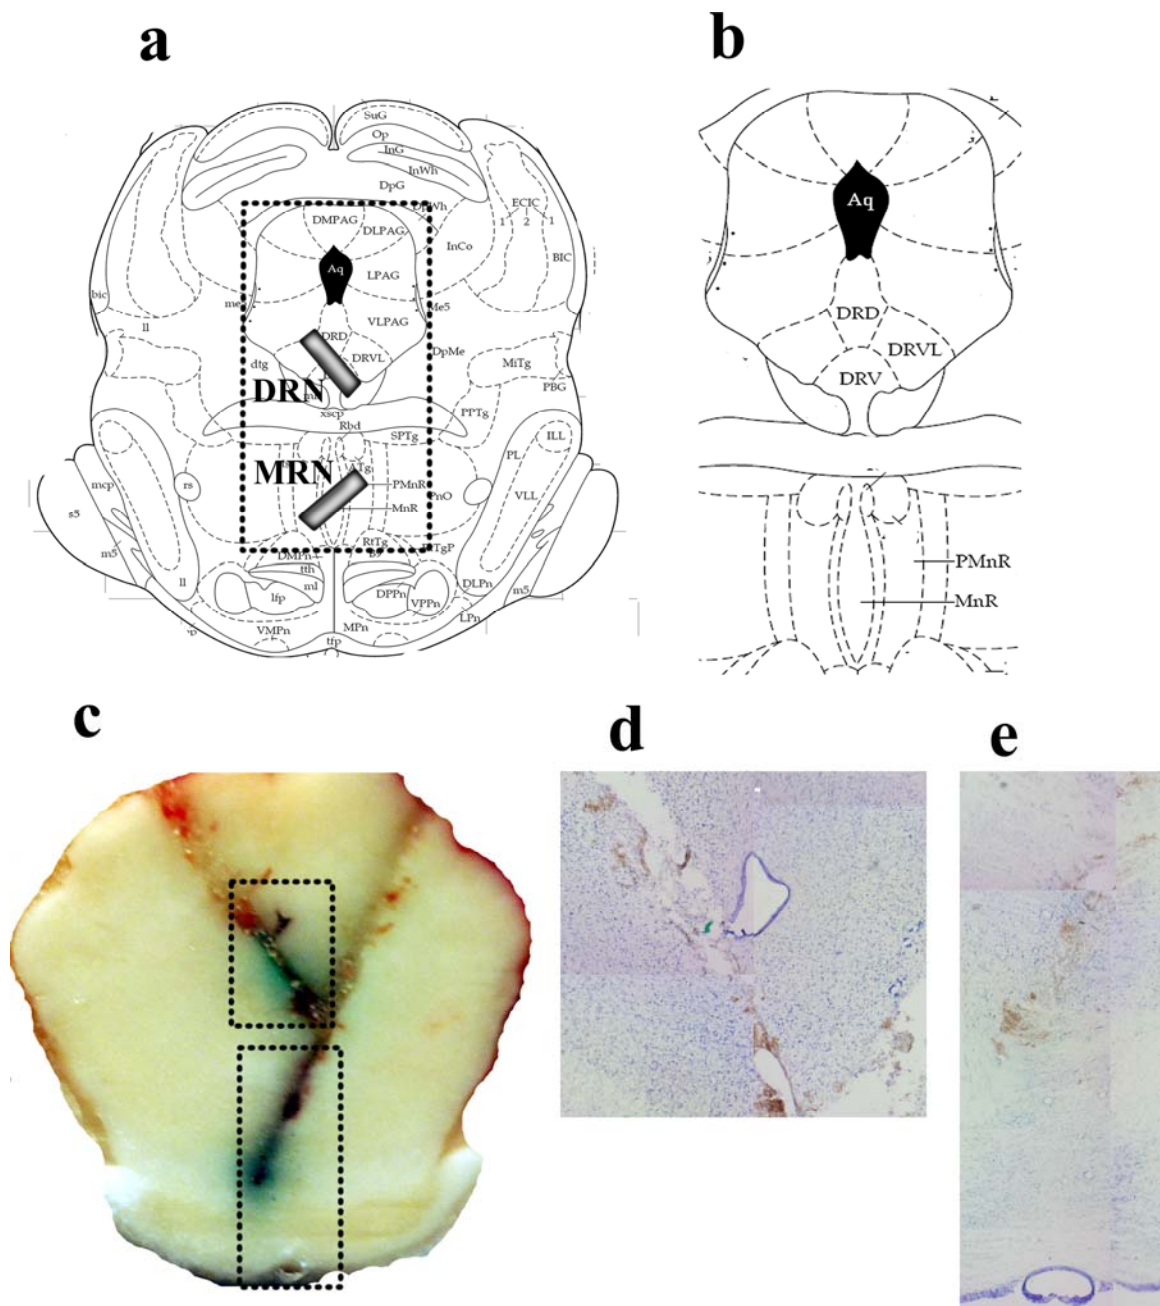 a
b
SuG
Op
InG
InWh
DpG
DpWh
ECIC
1 2 1
DMPAG
DLPAG
InCo
BIC
Aq
LPAG
bic
me5
Me5
ll
VLPAG
DRD
DRVL
DpMe
dtg
MiTg
PBG
DRN
xscp
PPTg
Rbd
SPTg
ILL
PL
MRN
ATg
mcp
rs
PMnR
PnO
VLL
s5
MnR
m5
RtTg
DMPn
tth
ll
ml
DLPn
m5
lfp
DPPn
VPPn
LPn
VMPn
MPn
tfp
Aq
DRD
DRVL
DRV
PMnR
MnR
c
d
e